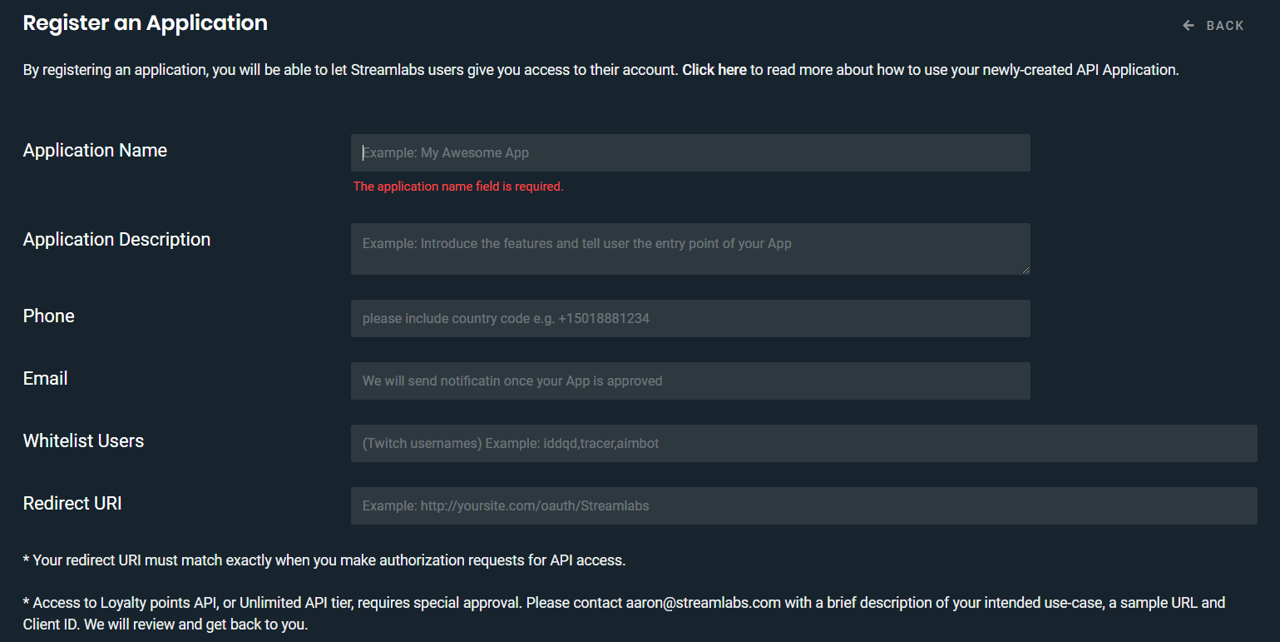 Register an Application
← BACK
By registering an application, you will be able to let Streamlabs users give you access to their account. Click here to read more about how to use your newly-created API Application.
Application Name
Example: My Awesome App
The application name field is required.
Application Description
Example: Introduce the features and tell user the entry point of your App
Phone
please include country code e.g. +15018881234
Email
We will send notificatin once your App is approved
Whitelist Users
(Twitch usernames) Example: iddqd,tracer,aimbot
Redirect URI
Example: http://yoursite.com/oauth/Streamlabs
* Your redirect URI must match exactly when you make authorization requests for API access.
* Access to Loyalty points API, or Unlimited API tier, requires special approval. Please contact aaron@streamlabs.com with a brief description of your intended use-case, a sample URL and
Client ID. We will review and get back to you.